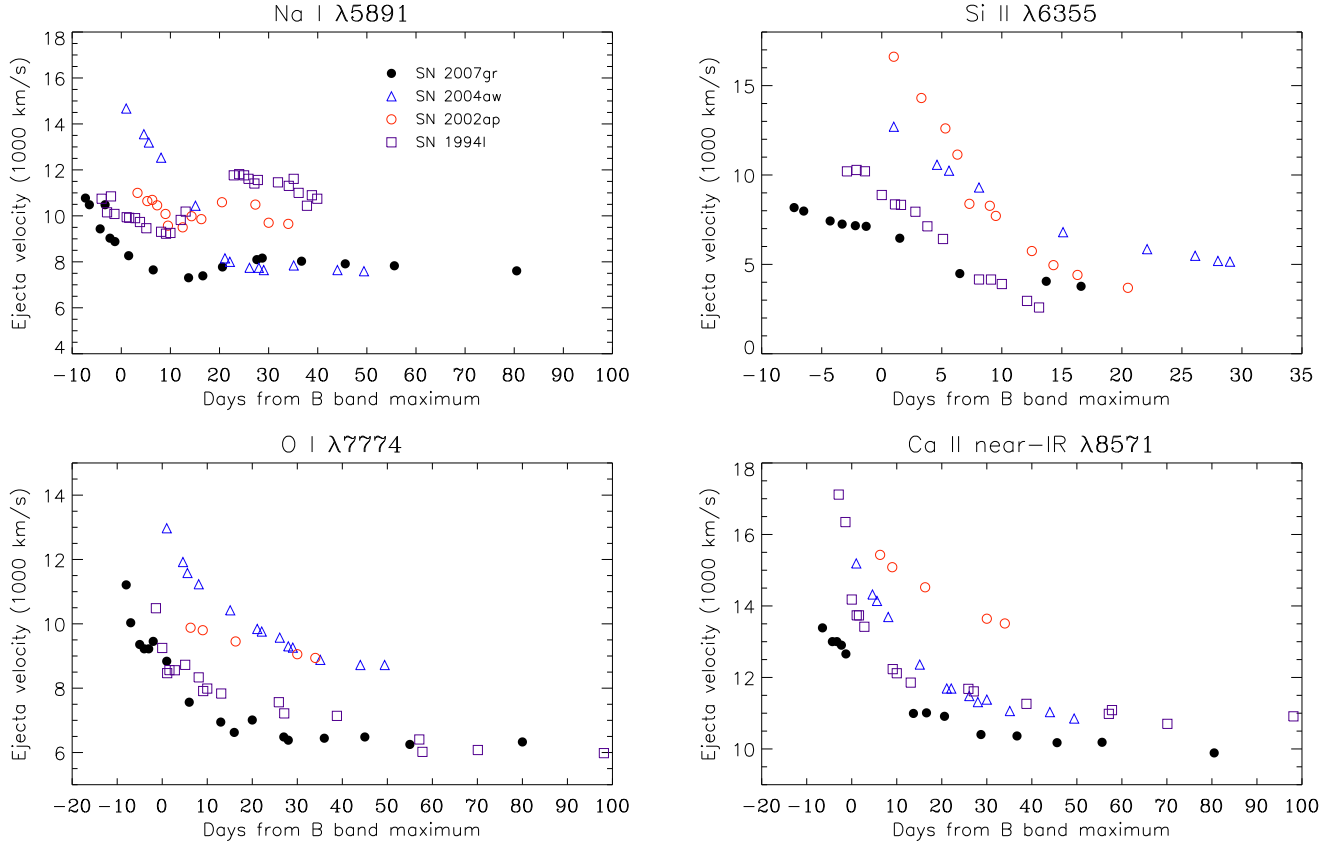 Na I λ5891
18
16
14
12
10
8
6
4
Ejecta velocity (1000 km/s)
SN 2007gr
SN 2004aw
SN 2002ap
SN 1994I
−10 0 10 20 30 40 50 60 70 80 90 100
Days from B band maximum
Si II λ6355
15
10
5
0
Ejecta velocity (1000 km/s)
−10 −5 0 5 10 15 20 25 30 35
Days from B band maximum
O I λ7774
14
12
10
8
6
Ejecta velocity (1000 km/s)
−20 −10 0 10 20 30 40 50 60 70 80 90 100
Days from B band maximum
Ca II near−IR λ8571
18
16
14
12
10
Ejecta velocity (1000 km/s)
−20 −10 0 10 20 30 40 50 60 70 80 90 100
Days from B band maximum